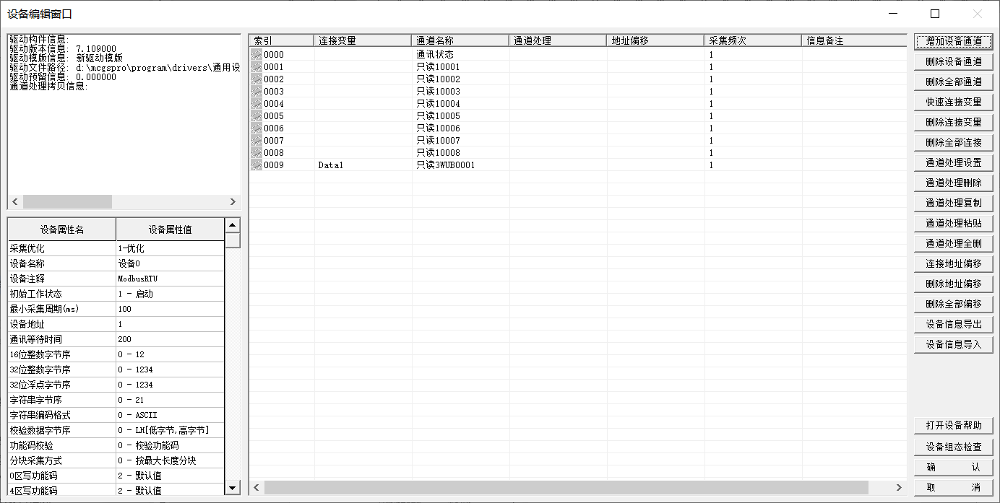 设备编辑窗口
驱动构件信息:
驱动版本信息: 7.109000
驱动模版信息: 新驱动模版
驱动文件路径: d:\mcgspro\program\drivers\通用设
驱动预留信息: 0.000000
通道处理拷贝信息:
设备属性名 设备属性值
采集优化 1-优化
设备名称 设备0
设备注释 ModbusRTU
初始工作状态 1 - 启动
最小采集周期(ms) 100
设备地址 1
通讯等待时间 200
16位整数字节序 0 - 12
32位整数字节序 0 - 1234
32位浮点字节序 0 - 1234
字符串字节序 0 - 21
字符串编码格式 0 - ASCII
校验数据字节序 0 - LH[低字节,高字节]
功能码校验 0 - 校验功能码
分块采集方式 0 - 按最大长度分块
0区写功能码 2 - 默认值
4区写功能码 2 - 默认值
索引 连接变量 通道名称 通道处理 地址偏移 采集频次 信息备注
0000 通讯状态 1
0001 只读10001 1
0002 只读10002 1
0003 只读10003 1
0004 只读10004 1
0005 只读10005 1
0006 只读10006 1
0007 只读10007 1
0008 只读10008 1
0009 Data1 只读3WUB0001 1
增加设备通道
删除设备通道
删除全部通道
快速连接变量
删除连接变量
删除全部连接
通道处理设置
通道处理删除
通道处理复制
通道处理粘贴
通道处理全删
连接地址偏移
删除地址偏移
删除全部偏移
设备信息导出
设备信息导入
打开设备帮助
设备组态检查
确 认
取 消